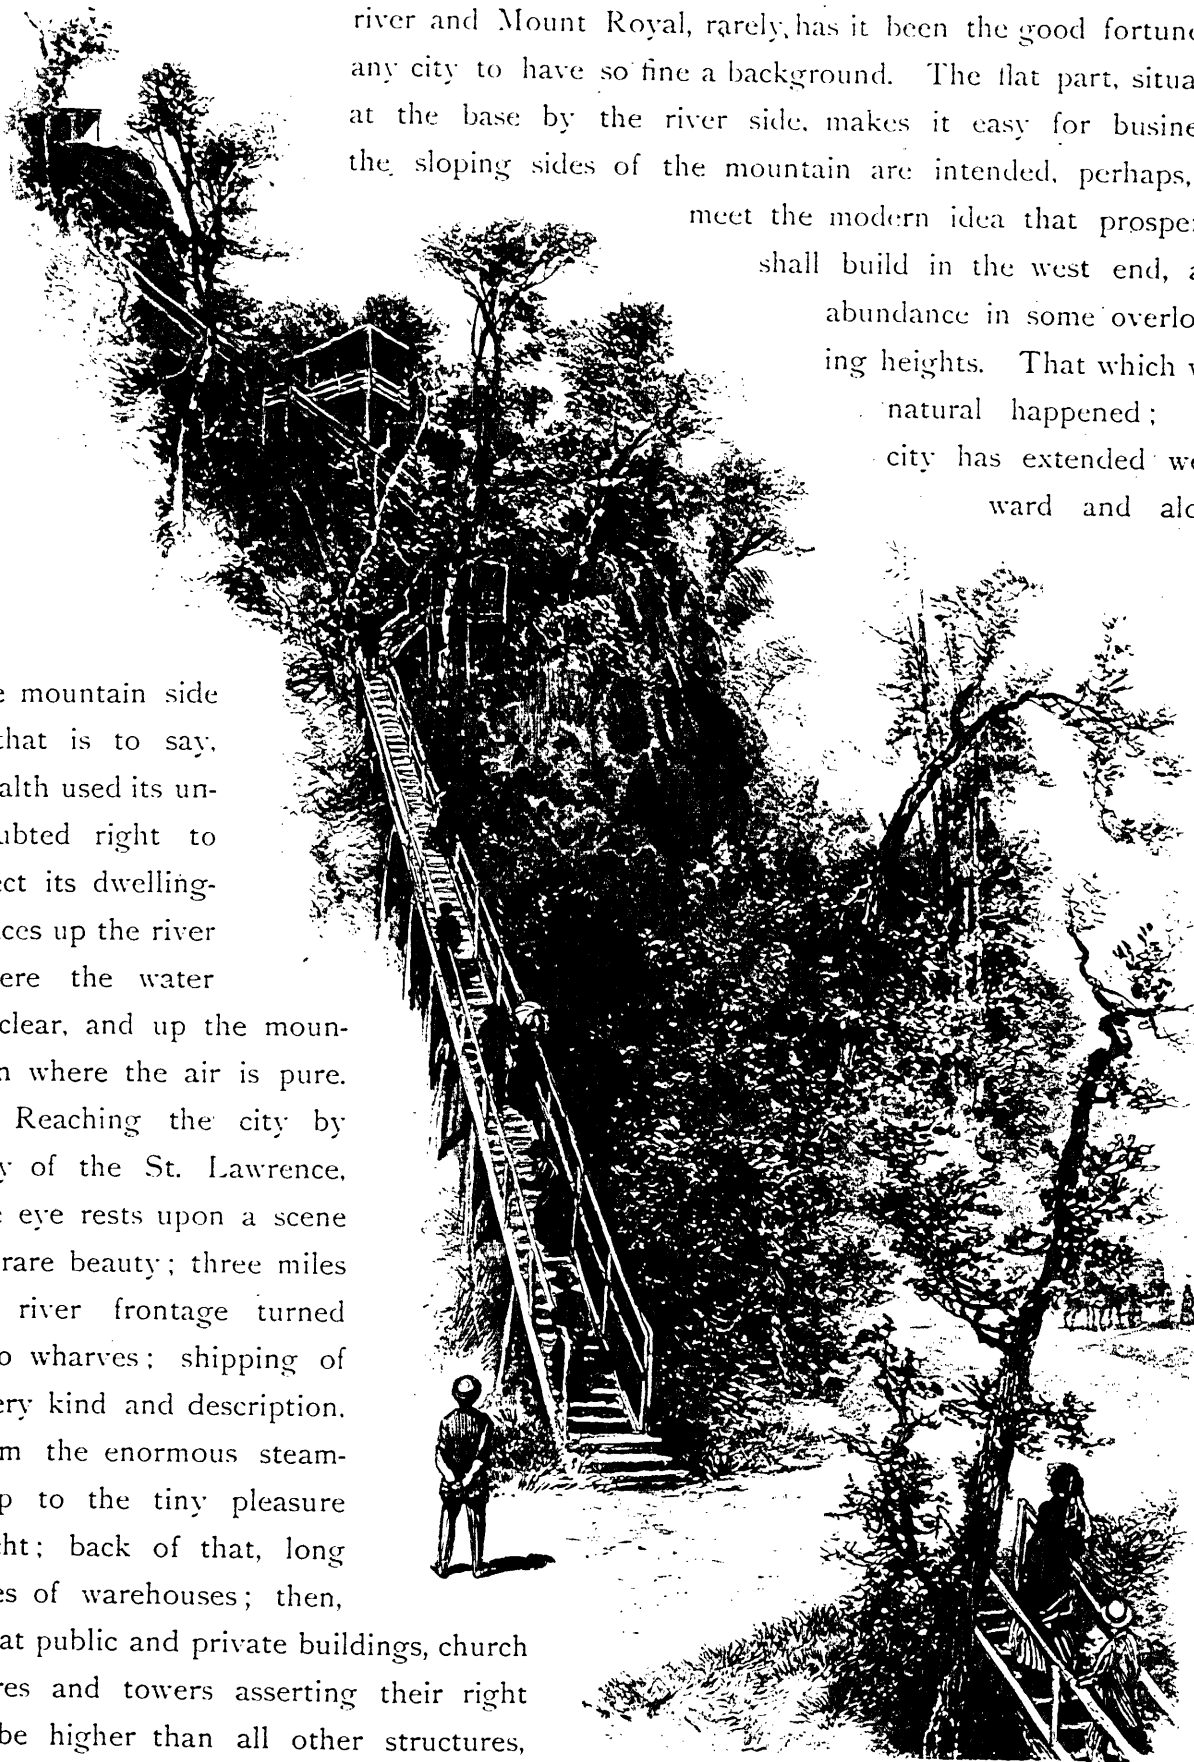 river and Mount Royal, rarely has it been the good fortune
any city to have so fine a background. The flat part, situa
at the base by the river side, makes it easy for busine
the sloping sides of the mountain are intended, perhaps,
meet the modern idea that prospe
shall build in the west end, a
abundance in some overlo
ing heights. That which w
natural happened;
city has extended we
ward and alo
e mountain side
that is to say,
alth used its un-
ubted right to
ect its dwelling-
ces up the river
ere the water
clear, and up the moun-
n where the air is pure.
Reaching the city by
y of the St. Lawrence,
e eye rests upon a scene
rare beauty; three miles
river frontage turned
o wharves; shipping of
ery kind and description,
m the enormous steam-
p to the tiny pleasure
ht; back of that, long
es of warehouses; then,
at public and private buildings, church
res and towers asserting their right
be higher than all other structures,